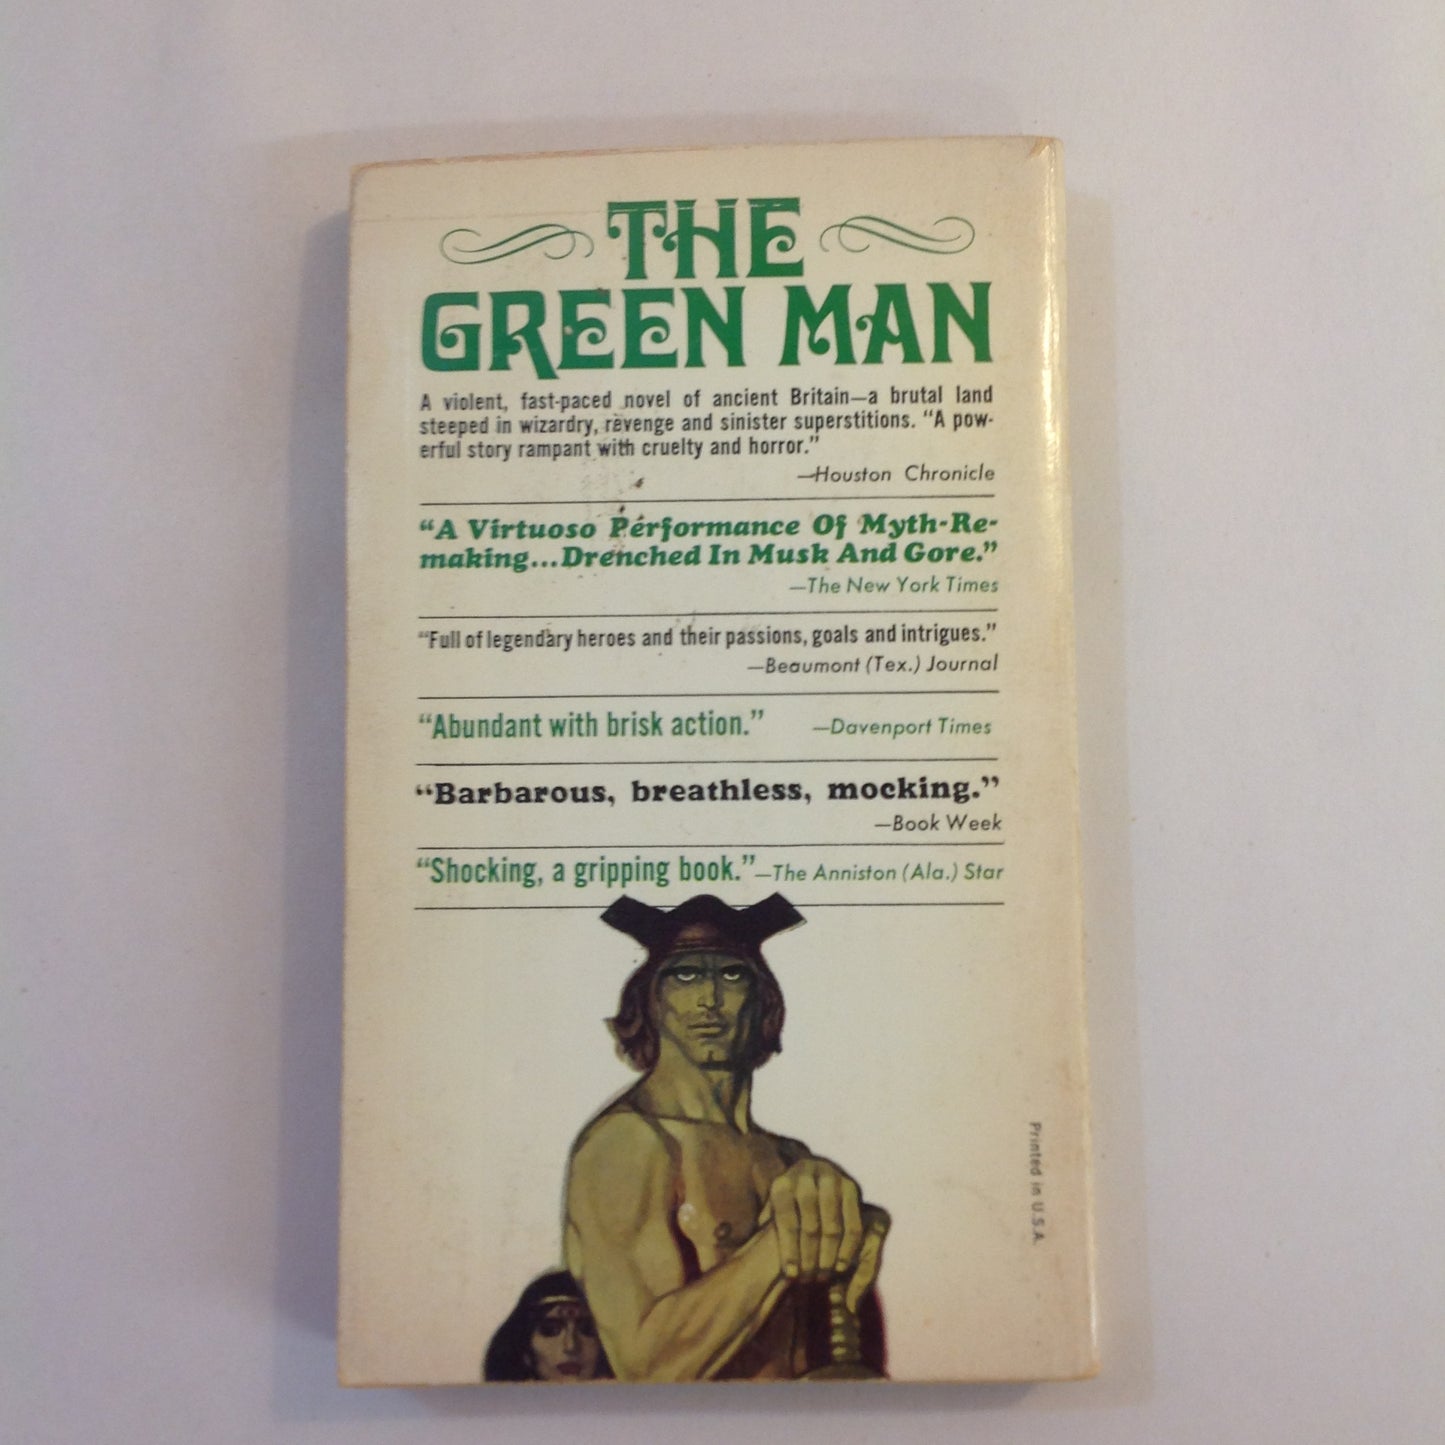 THE
GREEN MAN
A violent, fast-paced novel of ancient Britain—a brutal land
steeped in wizardry, revenge and sinister superstitions. “A pow-
erful story rampant with cruelty and horror.”
—Houston Chronicle
“A Virtuoso Performance Of Myth-Re-
making...Drenched In Musk And Gore.”
—The New York Times
“Full of legendary heroes and their passions, goals and intrigues.”
—Beaumont (Tex.) Journal
“Abundant with brisk action.” —Davenport Times
“Barbarous, breathless, mocking.”
—Book Week
“Shocking, a gripping book.”—The Anniston (Ala.) Star
Printed in U.S.A.